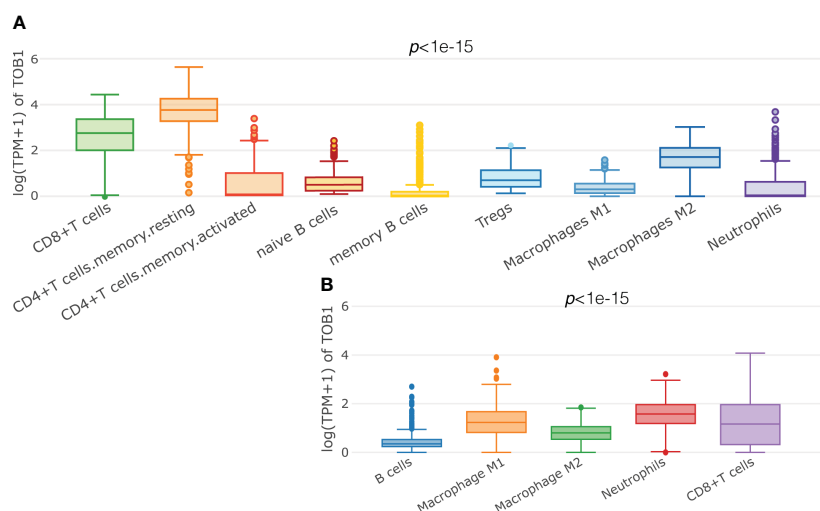 A
p<1e-15
log(TPM+1) of TOB1
6
4
2
0
CD8+T cells
CD4+T cells.memory.resting
CD4+T cells.memory.activated
naive B cells
memory B cells
Tregs
Macrophages M1
Macrophages M2
Neutrophils
B
p<1e-15
log(TPM+1) of TOB1
6
4
2
0
B cells
Macrophage M1
Macrophage M2
Neutrophils
CD8+T cells